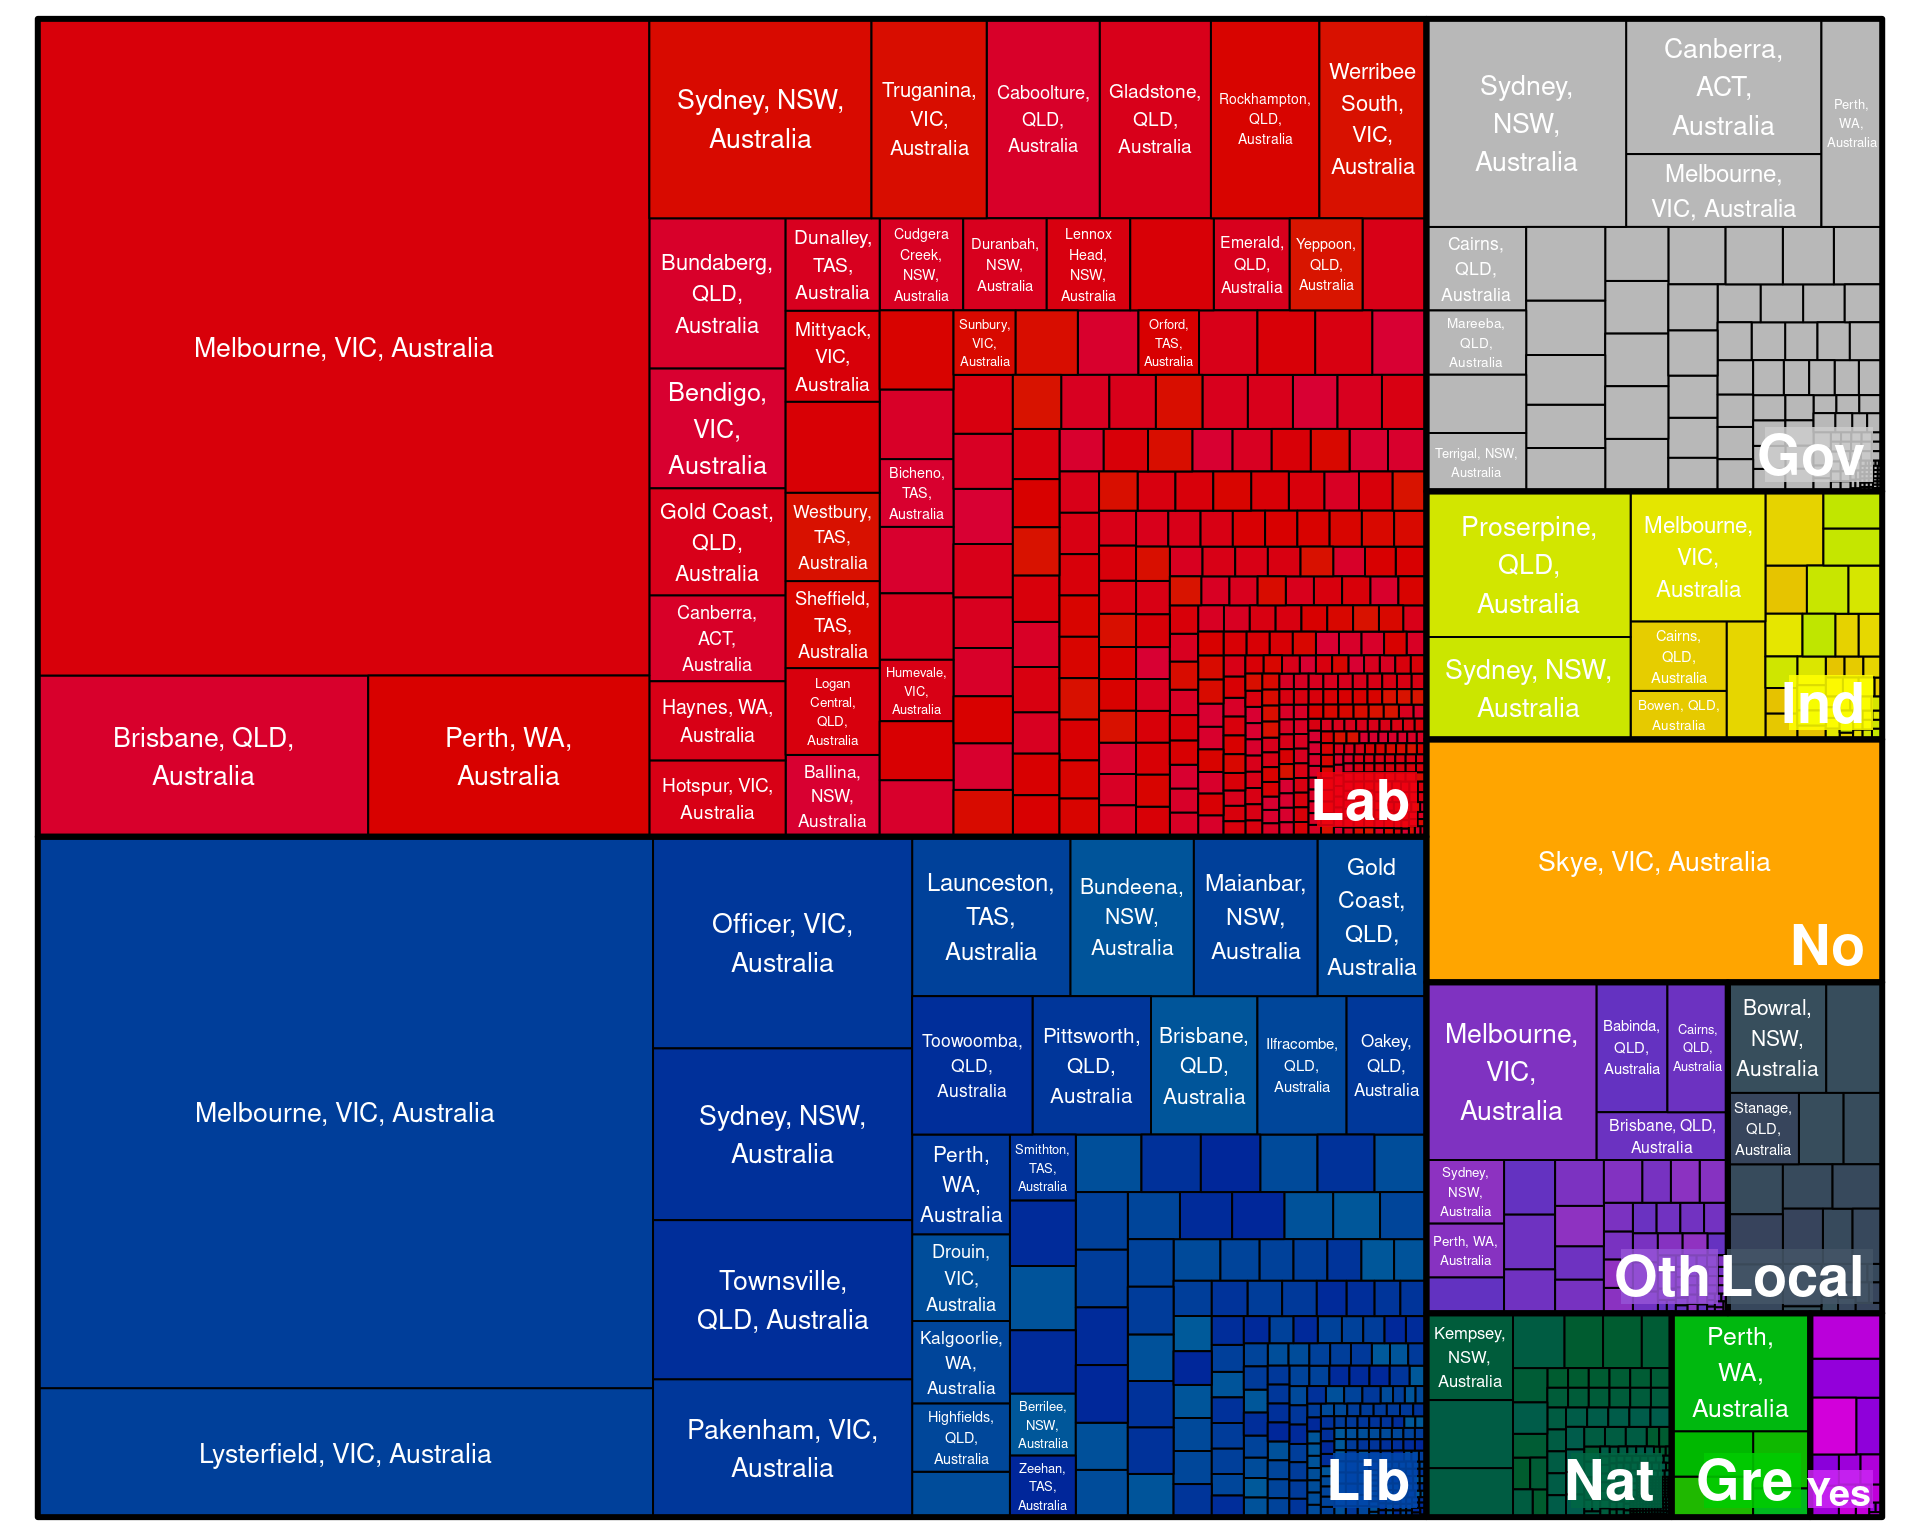 Melbourne, VIC, Australia
Brisbane, QLD,
Australia
Perth, WA,
Australia
Sydney, NSW,
Australia
Truganina,
VIC,
Australia
Caboolture,
QLD,
Australia
Gladstone,
QLD,
Australia
Rockhampton,
QLD,
Australia
Werribee
South,
VIC,
Australia
Bundaberg,
QLD,
Australia
Bendigo,
VIC,
Australia
Gold Coast,
QLD,
Australia
Canberra,
ACT,
Australia
Haynes, WA,
Australia
Hotspur, VIC,
Australia
Dunalley,
TAS,
Australia
Mittyack,
VIC,
Australia
Westbury,
TAS,
Australia
Sheffield,
TAS,
Australia
Logan
Central,
QLD,
Australia
Ballina,
NSW,
Australia
Cudgera
Creek,
NSW,
Australia
Duranbah,
NSW,
Australia
Lennox
Head,
NSW,
Australia
Emerald,
QLD,
Australia
Yeppoon,
QLD,
Australia
Sunbury,
VIC,
Australia
Orford,
TAS,
Australia
Bicheno,
TAS,
Australia
Humevale,
VIC,
Australia
Lab
Melbourne, VIC, Australia
Lysterfield, VIC, Australia
Officer, VIC,
Australia
Sydney, NSW,
Australia
Townsville,
QLD, Australia
Pakenham, VIC,
Australia
Launceston,
TAS,
Australia
Bundeena,
NSW,
Australia
Maianbar,
NSW,
Australia
Gold
Coast,
QLD,
Australia
Toowoomba,
QLD,
Australia
Pittsworth,
QLD,
Australia
Brisbane,
QLD,
Australia
Ilfracombe,
QLD,
Australia
Oakey,
QLD,
Australia
Perth,
WA,
Australia
Drouin,
VIC,
Australia
Kalgoorlie,
WA,
Australia
Highfields,
QLD,
Australia
Smithton,
TAS,
Australia
Berrilee,
NSW,
Australia
Zeehan,
TAS,
Australia
Lib
Sydney,
NSW,
Australia
Canberra,
ACT,
Australia
Melbourne,
VIC, Australia
Perth,
WA,
Australia
Cairns,
QLD,
Australia
Mareeba,
QLD,
Australia
Terrigal, NSW,
Australia
Gov
Proserpine,
QLD,
Australia
Sydney, NSW,
Australia
Melbourne,
VIC,
Australia
Cairns,
QLD,
Australia
Bowen, QLD,
Australia
Ind
Skye, VIC, Australia
No
Melbourne,
VIC,
Australia
Babinda,
QLD,
Australia
Cairns,
QLD,
Australia
Brisbane, QLD,
Australia
Sydney,
NSW,
Australia
Perth, WA,
Australia
Oth
Bowral,
NSW,
Australia
Stanage,
QLD,
Australia
Local
Kempsey,
NSW,
Australia
Nat
Perth,
WA,
Australia
Gre
Yes